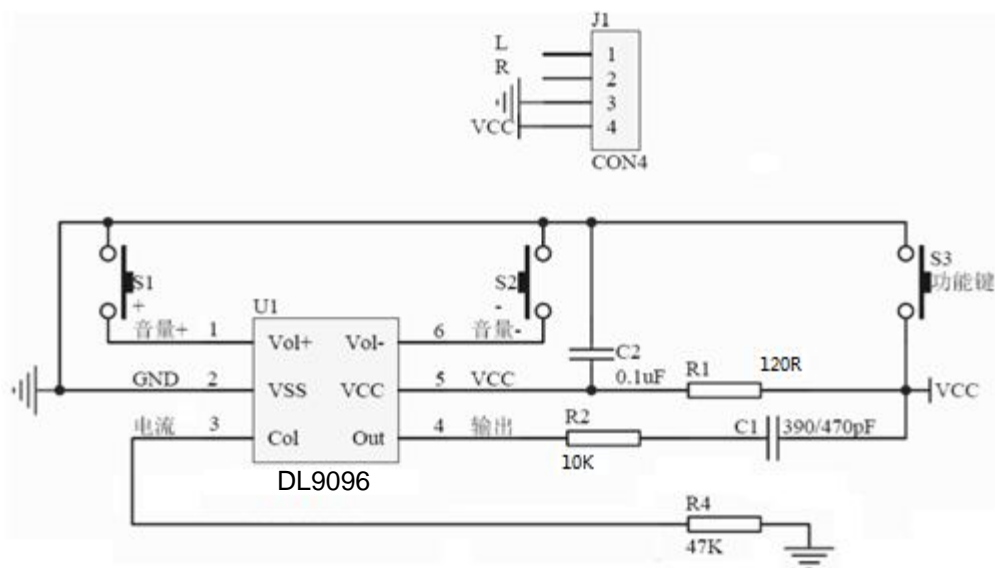 J1
L
1
R
2
3
VCC
4
CON4
S1
+
S2
-
S3
功能键
U1
音量+ 1 Vol+ Vol- 6 音量-
C2
0.1uF
GND 2 VSS VCC 5 VCC
R1
120R
VCC
电流 3 Col Out 4 输出
R2
10K
C1 390/470pF
DL9096
R4
47K